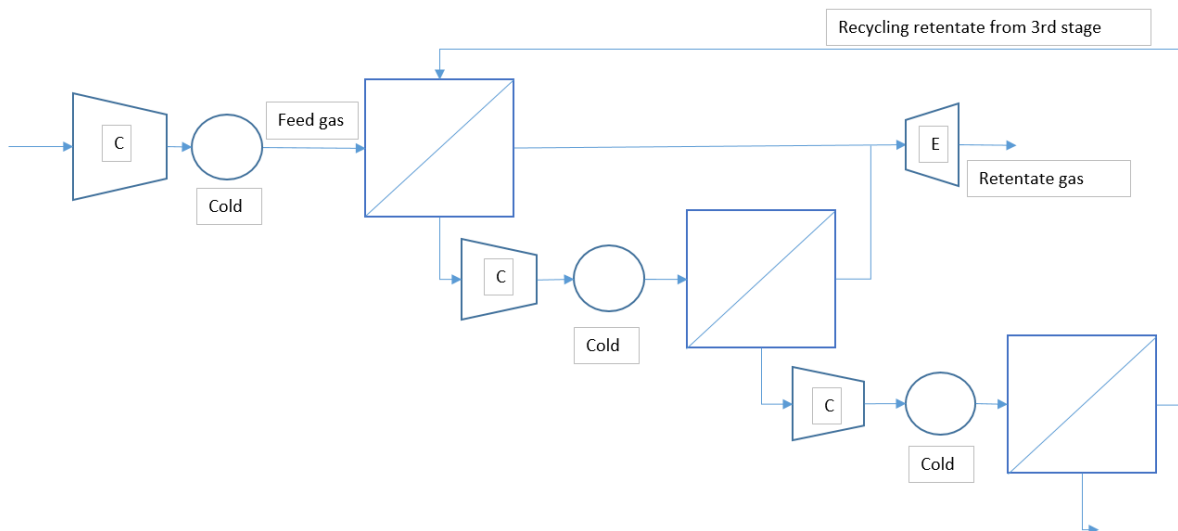 Recycling retentate from 3rd stage
Feed gas
C
E
Retentate gas
Cold
C
Cold
C
Cold